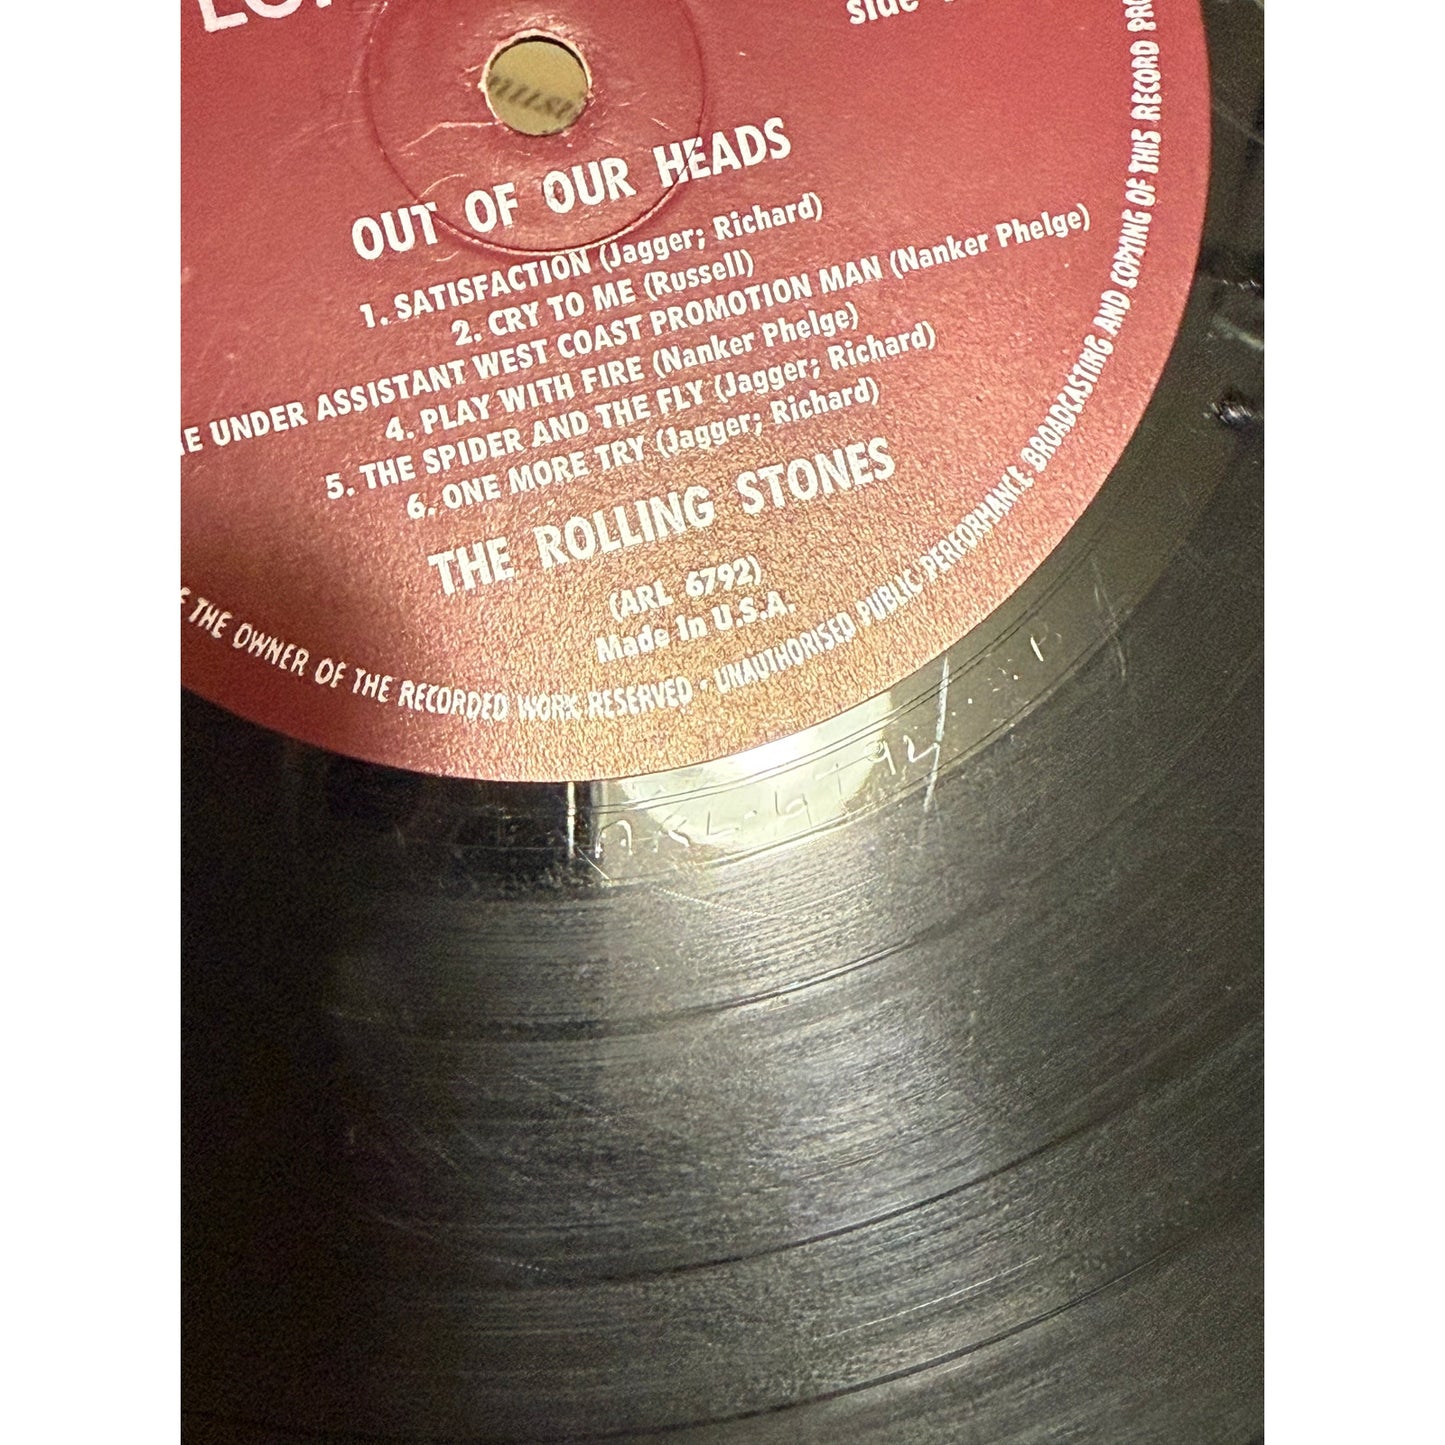 side
OUT OF OUR HEADS
1. SATISFACTION (Jagger; Richard)
2. CRY TO ME (Russell)
UNDER ASSISTANT WEST COAST PROMOTION MAN (Nanker Phelge)
4. PLAY WITH FIRE (Nanker Phelge)
5. THE SPIDER AND THE FLY (Jagger; Richard)
6. ONE MORE TRY (Jagger; Richard)
THE ROLLING STONES
(ARL 6792)
Made In U.S.A.
THE OWNER OF THE RECORDED WORK RESERVED · UNAUTHORISED PUBLIC PERFORMANCE BROADCASTING AND COPYING OF THIS RECORD